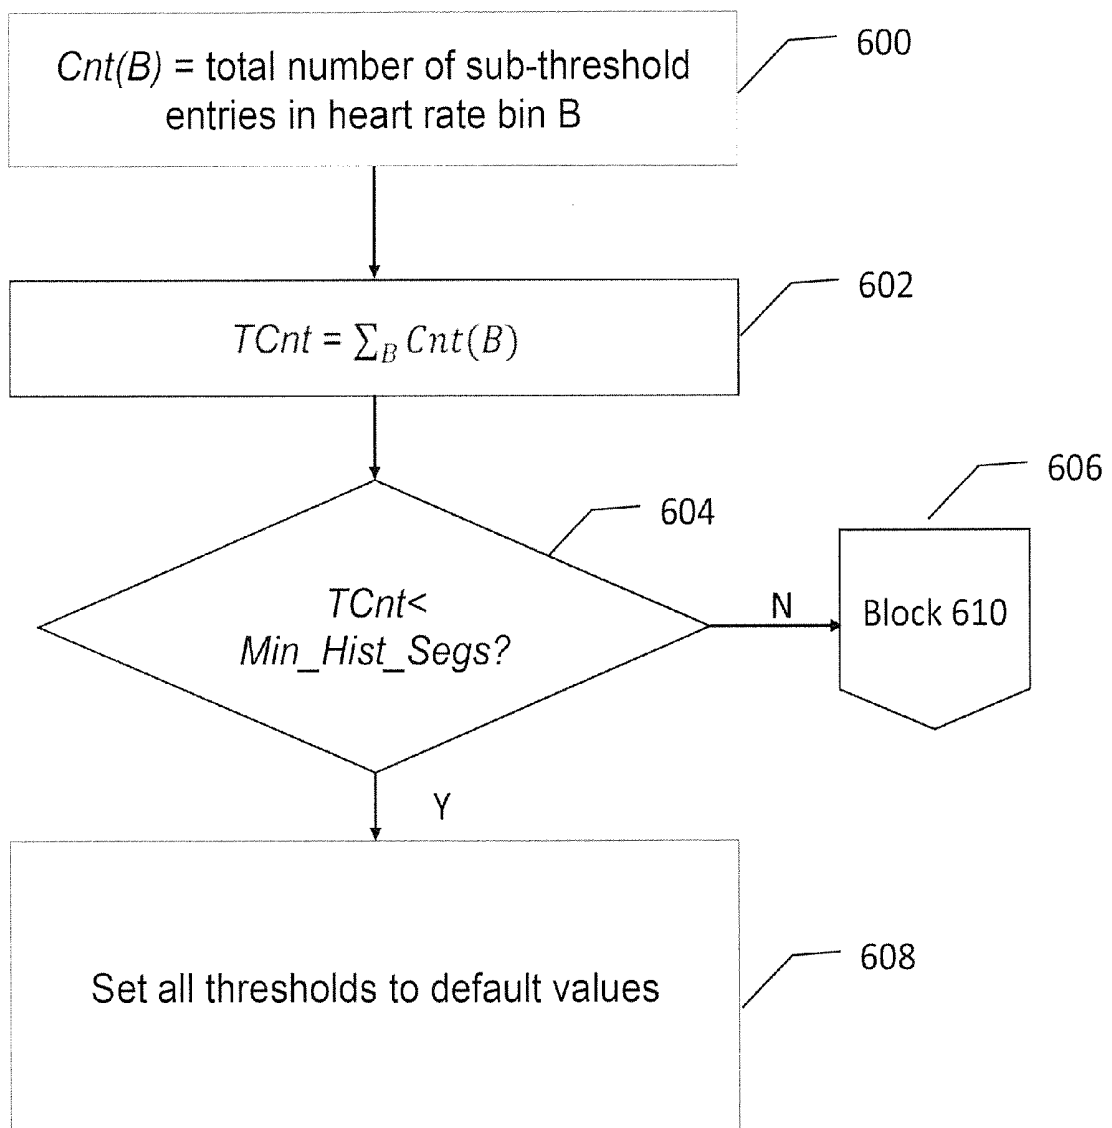 Cnt(B) = total number of sub-threshold
entries in heart rate bin B
600
TCnt = ∑_B Cnt(B)
602
TCnt<
Min_Hist_Segs?
604
N
606
Block 610
Y
Set all thresholds to default values
608